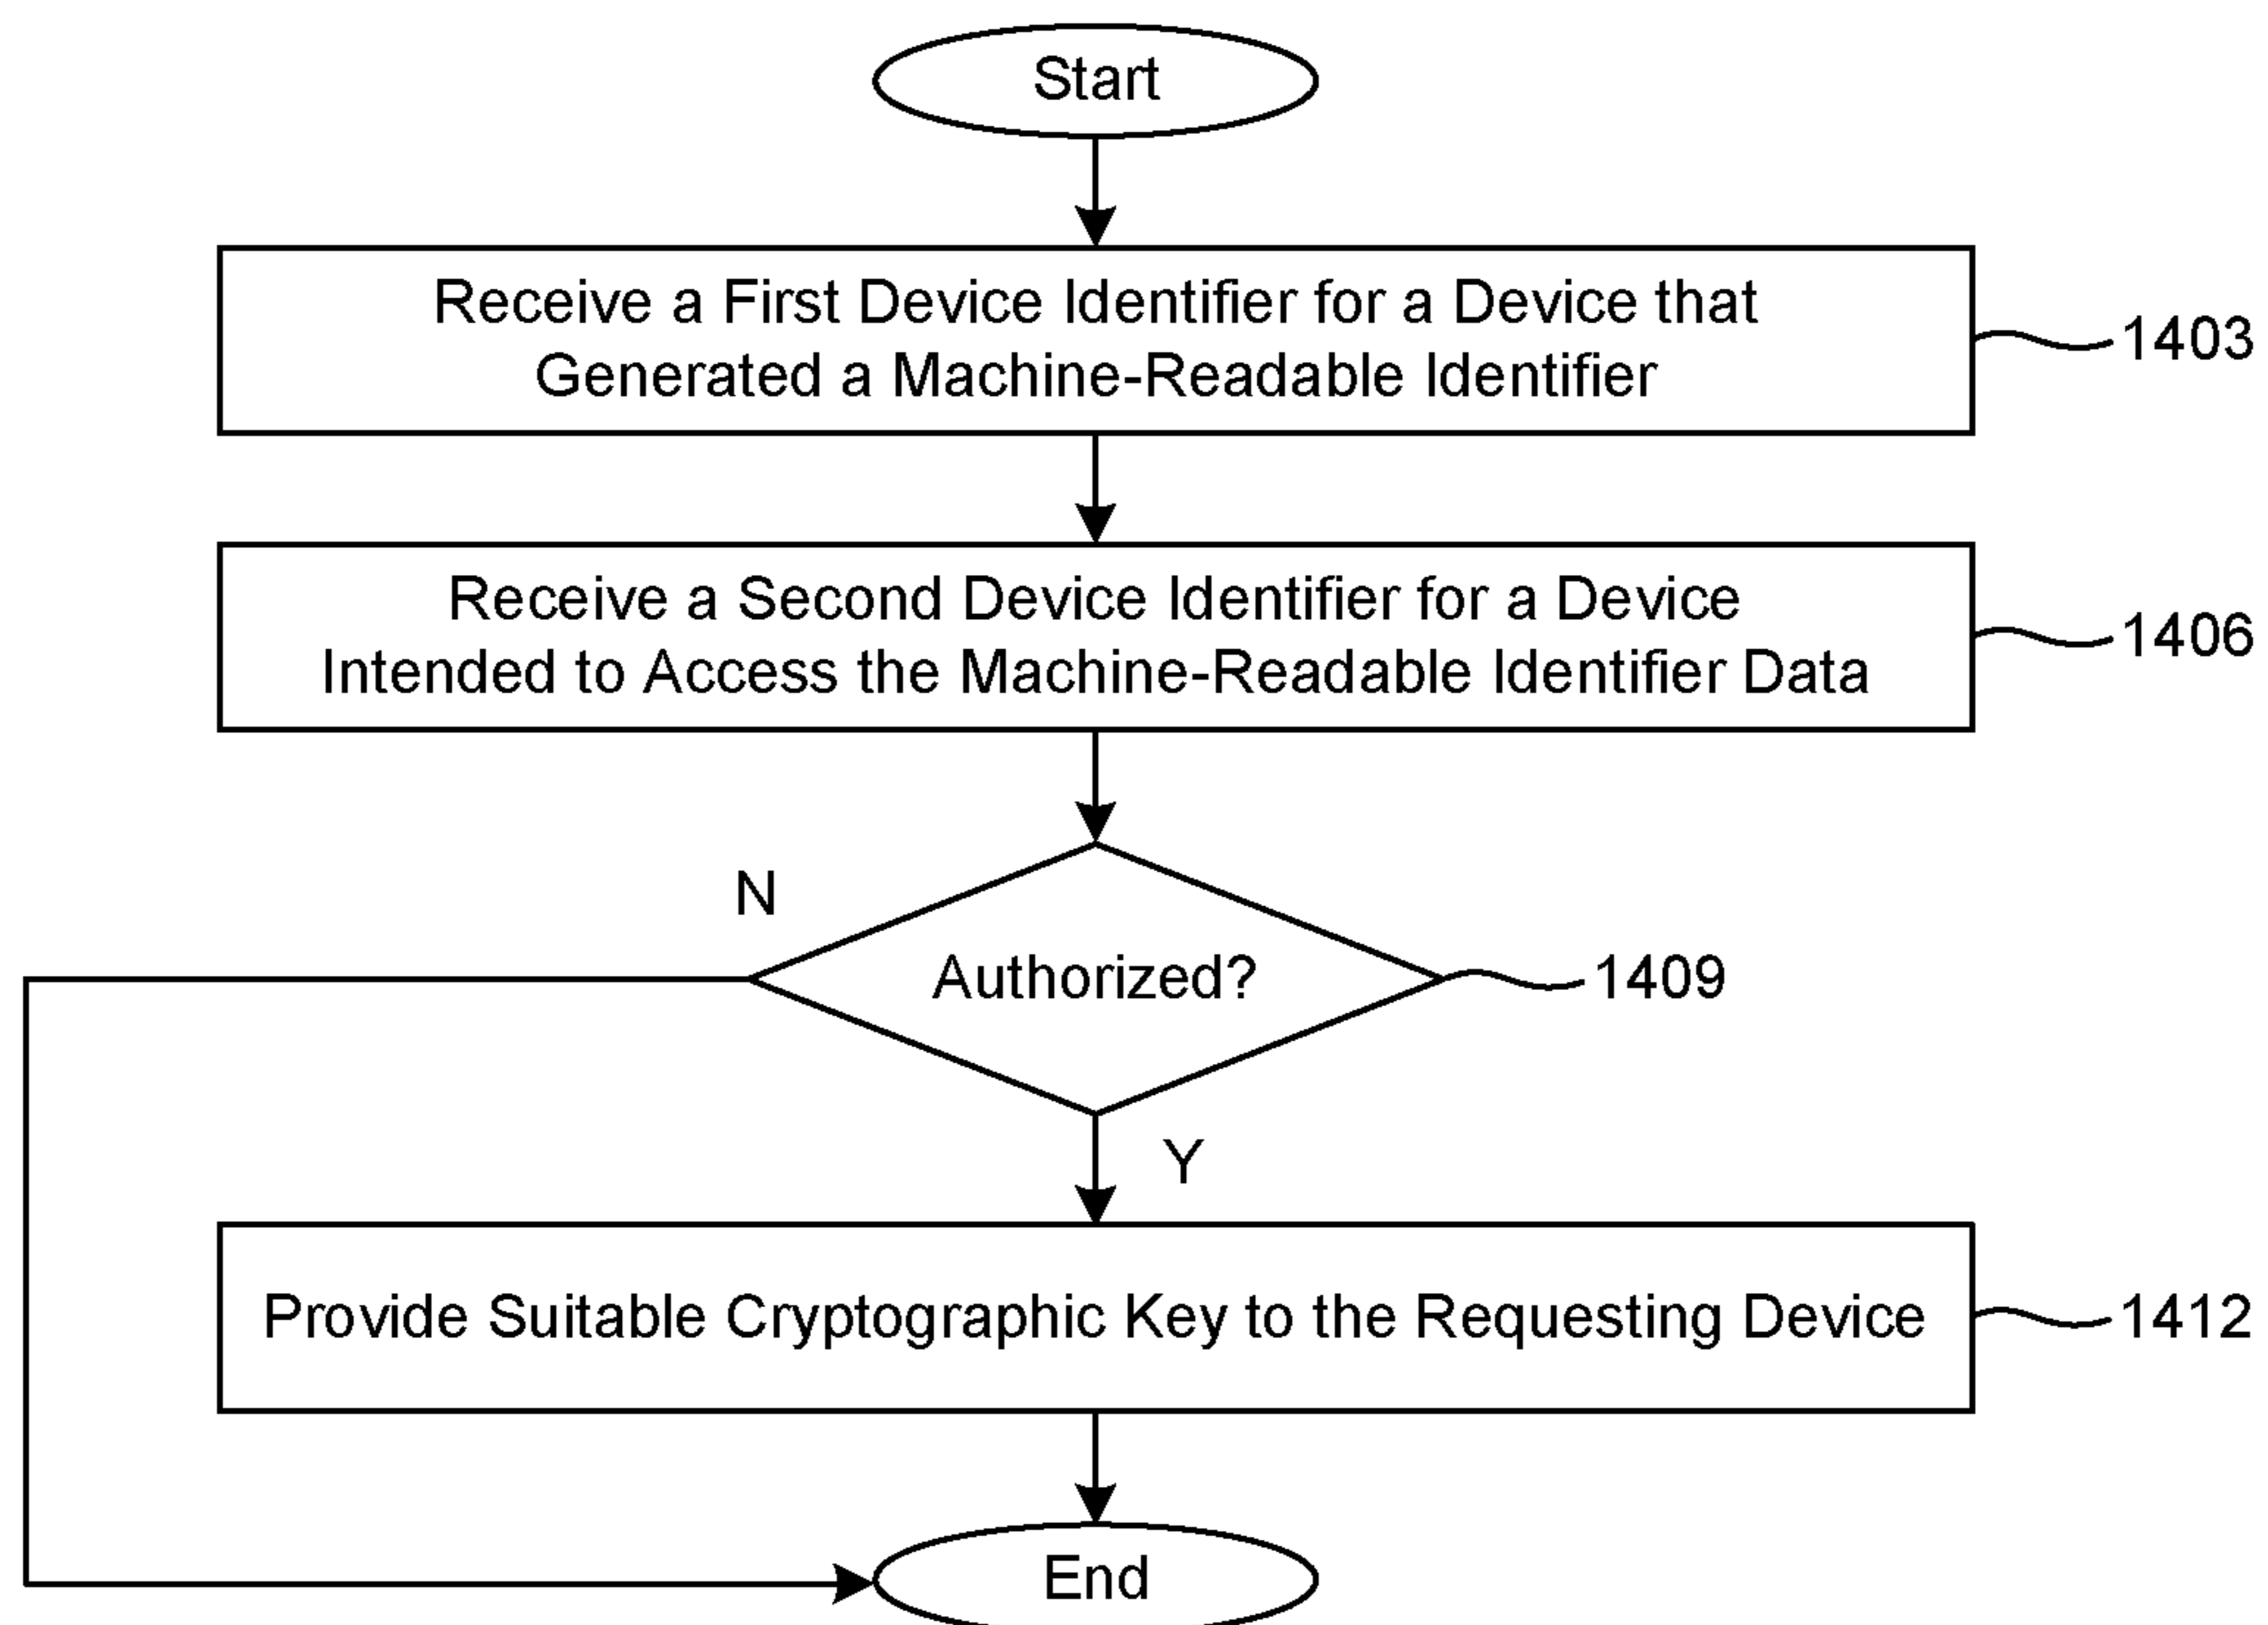 Start
Receive a First Device Identifier for a Device that
Generated a Machine-Readable Identifier
1403
Receive a Second Device Identifier for a Device
Intended to Access the Machine-Readable Identifier Data
1406
N
Authorized?
1409
Y
Provide Suitable Cryptographic Key to the Requesting Device
1412
End